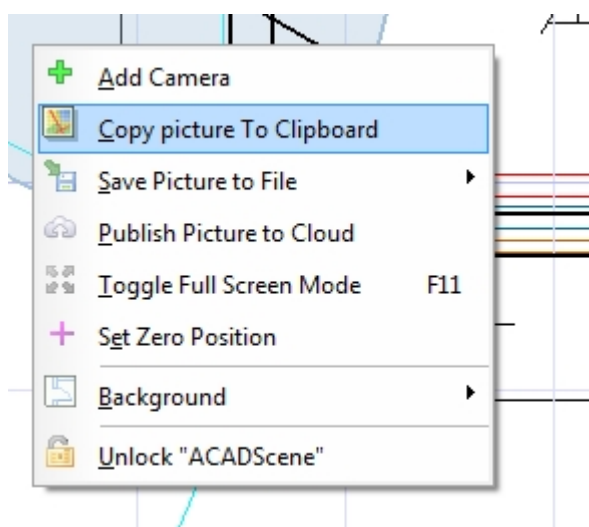 Add Camera
Copy picture To Clipboard
Save Picture to File
Publish Picture to Cloud
Toggle Full Screen Mode F11
Set Zero Position
Background
Unlock "ACADScene"